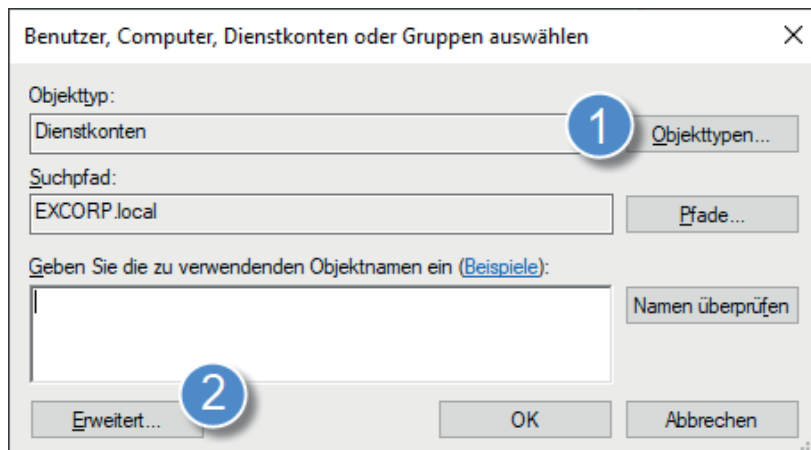 Benutzer, Computer, Dienstkonten oder Gruppen auswählen
Objekttyp:
Dienstkonten
1
Objekttypen...
Suchpfad:
EXCORP.local
Pfade...
Geben Sie die zu verwendenden Objektnamen ein (Beispiele):
Namen überprüfen
2
Erweitert...
OK
Abbrechen